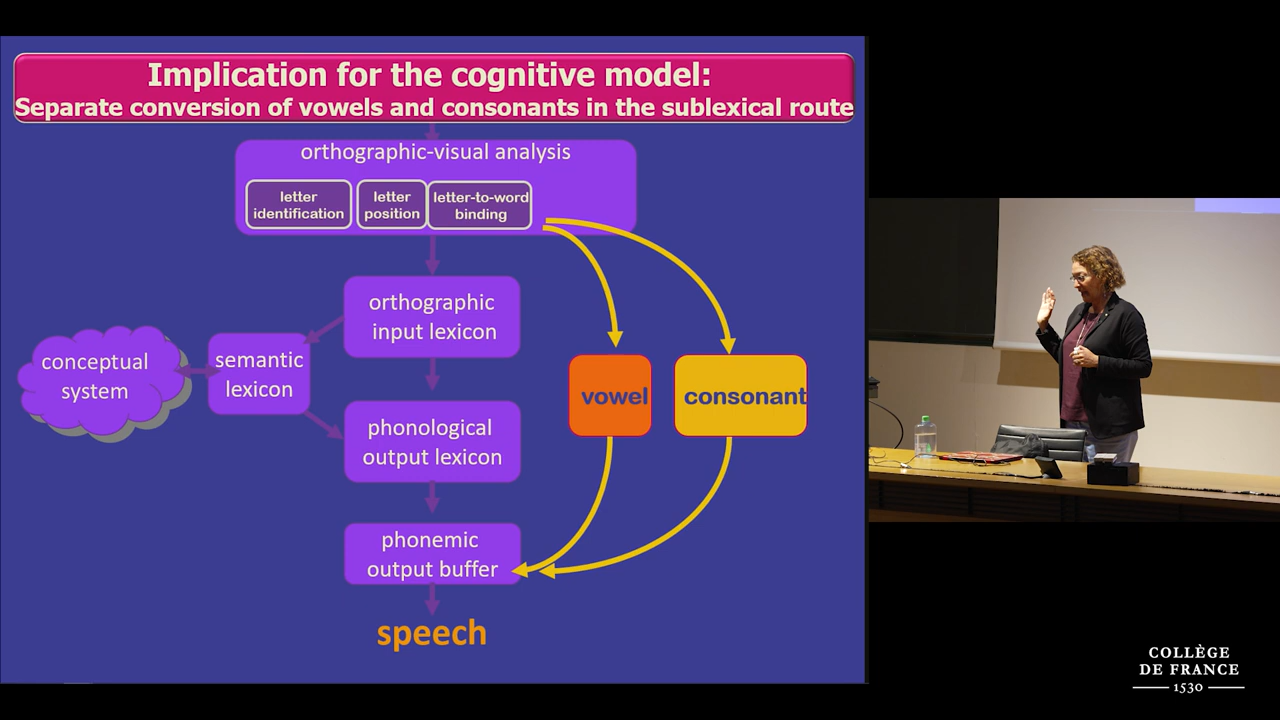 Implication for the cognitive model:
Separate conversion of vowels and consonants in the sublexical route
orthographic-visual analysis
letter
identification
letter
position
letter-to-word
binding
orthographic
input lexicon
conceptual
system
semantic
lexicon
vowel
consonant
phonological
output lexicon
phonemic
output buffer
speech
COLLÈGE
DE FRANCE
1530